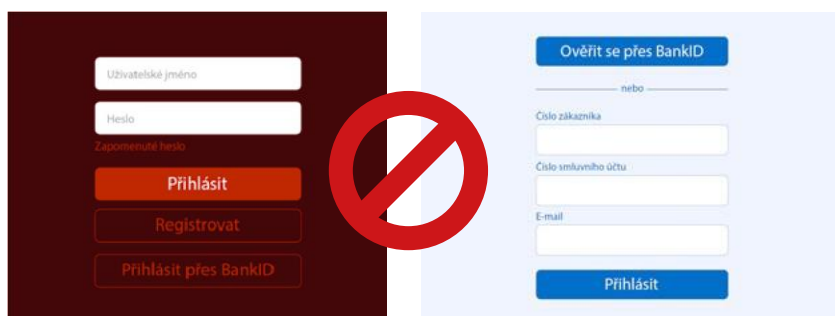 Uživatelské jméno
Heslo
Zapomenuté heslo
Přihlásit
Registrovat
Přihlásit přes BankID
Ověřit se přes BankID
nebo
Číslo zákazníka
Číslo smluvního účtu
E-mail
Přihlásit